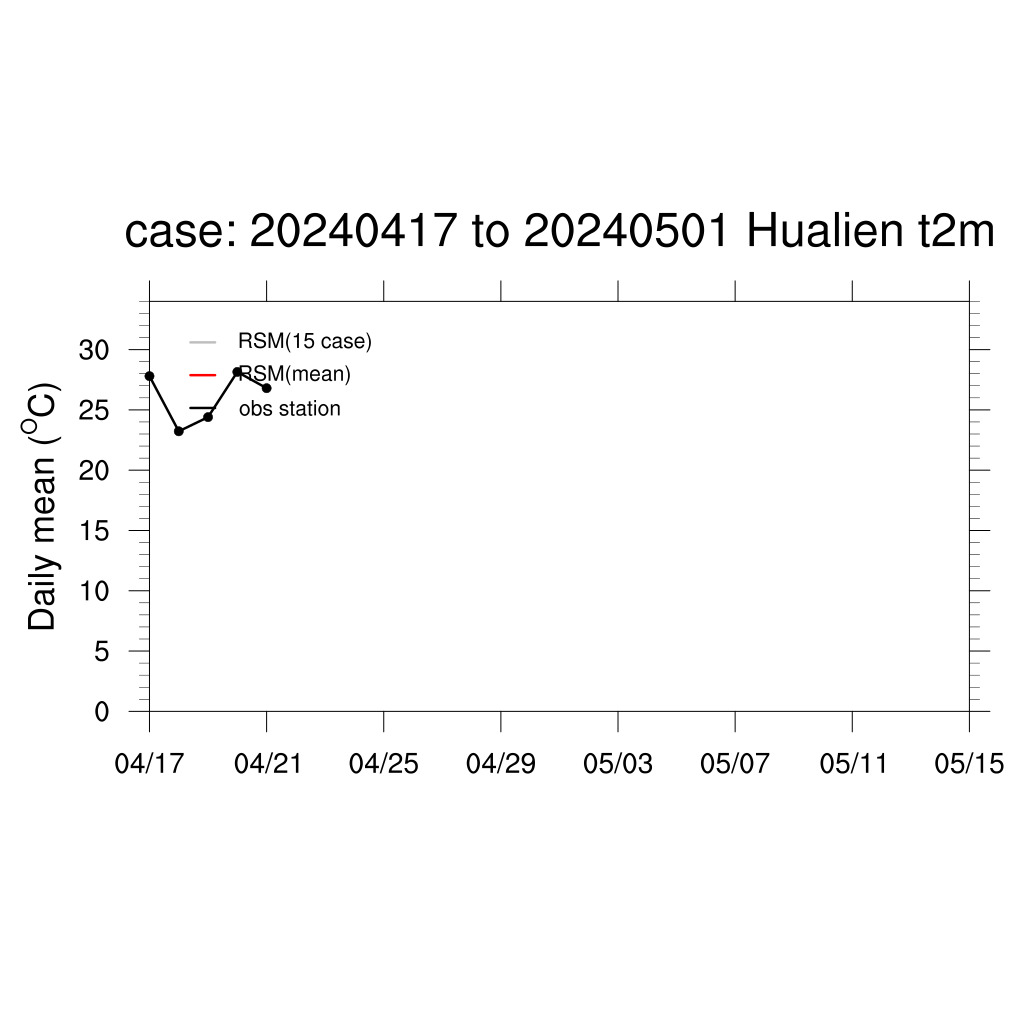 case: 20240417 to 20240501 Hualien t2m
RSM(15 case)
RSM(mean)
obs station
Daily mean (°C)
30
25
20
15
10
5
0
04/17 04/21 04/25 04/29 05/03 05/07 05/11 05/15